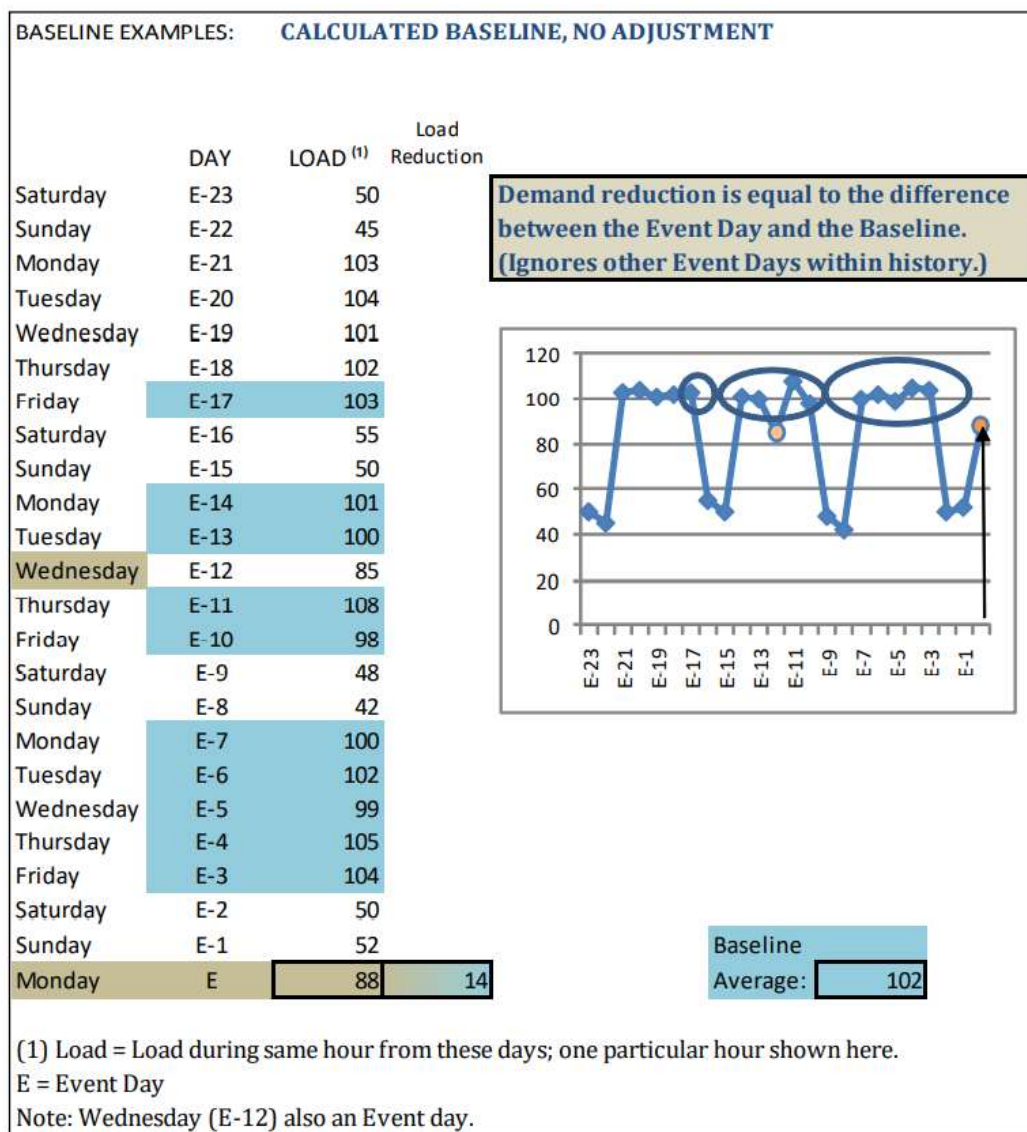 BASELINE EXAMPLES: CALCULATED BASELINE, NO ADJUSTMENT
Load
DAY LOAD (1) Reduction
Saturday E-23 50
Sunday E-22 45
Monday E-21 103
Tuesday E-20 104
Wednesday E-19 101
Thursday E-18 102
Friday E-17 103
Saturday E-16 55
Sunday E-15 50
Monday E-14 101
Tuesday E-13 100
Wednesday E-12 85
Thursday E-11 108
Friday E-10 98
Saturday E-9 48
Sunday E-8 42
Monday E-7 100
Tuesday E-6 102
Wednesday E-5 99
Thursday E-4 105
Friday E-3 104
Saturday E-2 50
Sunday E-1 52
Monday E 88 14
Demand reduction is equal to the difference
between the Event Day and the Baseline.
(Ignores other Event Days within history.)
120
100
80
60
40
20
0
E-23 E-21 E-19 E-17 E-15 E-13 E-11 E-9 E-7 E-5 E-3 E-1
Baseline
Average: 102
(1) Load = Load during same hour from these days; one particular hour shown here.
E = Event Day
Note: Wednesday (E-12) also an Event day.